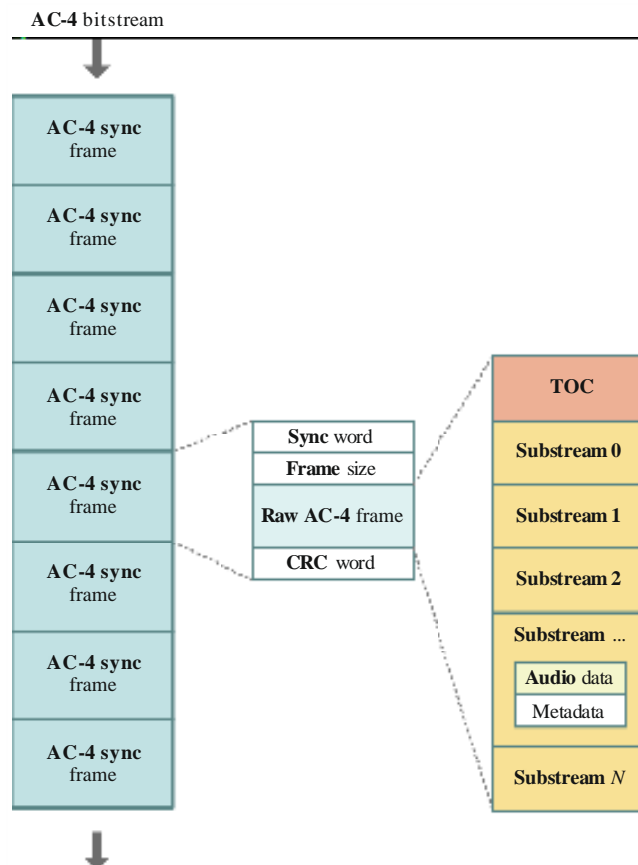 AC-4 bitstream
AC-4 sync
frame
AC-4 sync
frame
AC-4 sync
frame
AC-4 sync
frame
AC-4 sync
frame
AC-4 sync
frame
AC-4 sync
frame
AC-4 sync
frame
Sync word
Frame size
Raw AC-4 frame
CRC word
TOC
Substream 0
Substream 1
Substream 2
Substream ...
Audio data
Metadata
Substream N